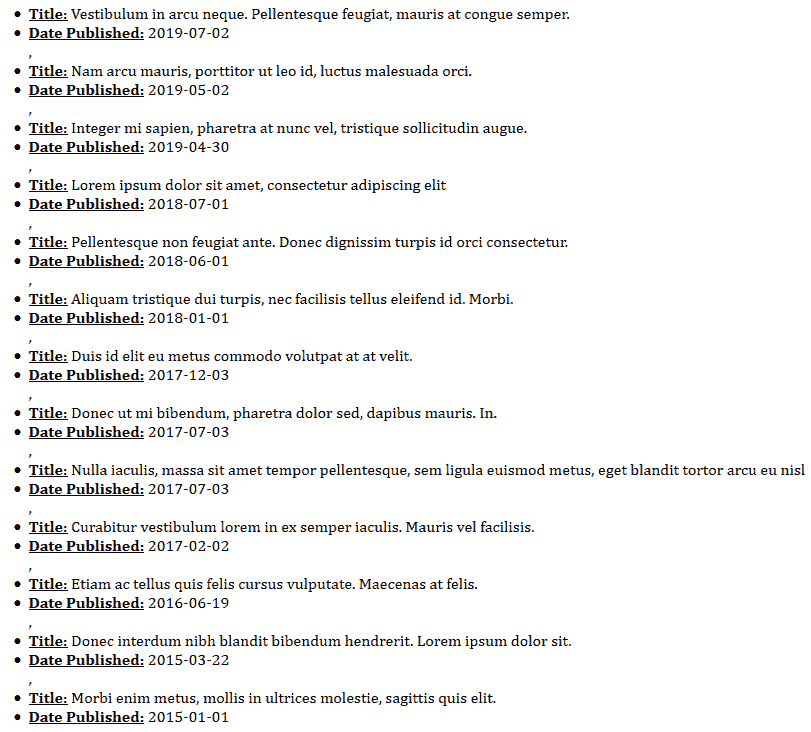 • Title: Vestibulum in arcu neque. Pellentesque feugiat, mauris at congue semper.
• Date Published: 2019-07-02
,
• Title: Nam arcu mauris, porttitor ut leo id, luctus malesuada orci.
• Date Published: 2019-05-02
,
• Title: Integer mi sapien, pharetra at nunc vel, tristique sollicitudin augue.
• Date Published: 2019-04-30
,
• Title: Lorem ipsum dolor sit amet, consectetur adipiscing elit
• Date Published: 2018-07-01
,
• Title: Pellentesque non feugiat ante. Donec dignissim turpis id orci consectetur.
• Date Published: 2018-06-01
,
• Title: Aliquam tristique dui turpis, nec facilisis tellus eleifend id. Morbi.
• Date Published: 2018-01-01
,
• Title: Duis id elit eu metus commodo volutpat at at velit.
• Date Published: 2017-12-03
,
• Title: Donec ut mi bibendum, pharetra dolor sed, dapibus mauris. In.
• Date Published: 2017-07-03
,
• Title: Nulla iaculis, massa sit amet tempor pellentesque, sem ligula euismod metus, eget blandit tortor arcu eu nisl
• Date Published: 2017-07-03
,
• Title: Curabitur vestibulum lorem in ex semper iaculis. Mauris vel facilisis.
• Date Published: 2017-02-02
,
• Title: Etiam ac tellus quis felis cursus vulputate. Maecenas at felis.
• Date Published: 2016-06-19
,
• Title: Donec interdum nibh blandit bibendum hendrerit. Lorem ipsum dolor sit.
• Date Published: 2015-03-22
,
• Title: Morbi enim metus, mollis in ultrices molestie, sagittis quis elit.
• Date Published: 2015-01-01